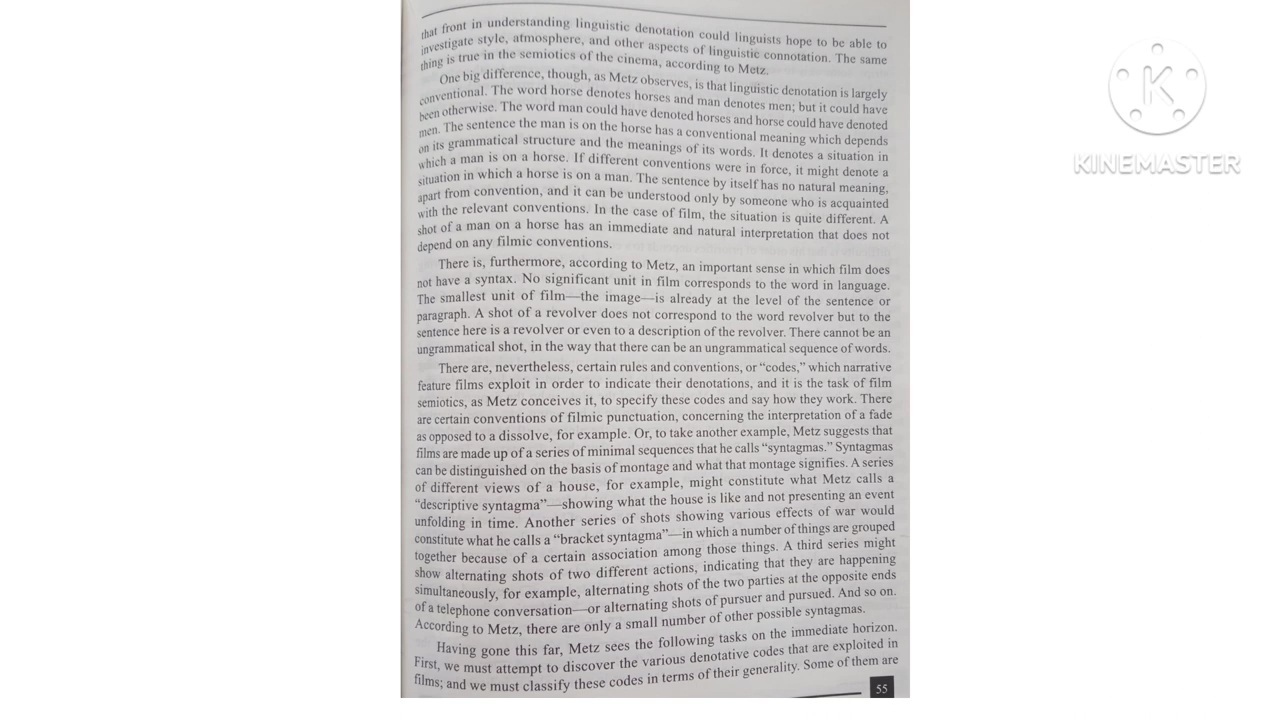 that front in understanding linguistic denotation could linguists hope to be able to
investigate style, atmosphere, and other aspects of linguistic connotation. The same
thing is true in the semiotics of the cinema, according to Metz.
One big difference, though, as Metz observes, is that linguistic denotation is largely
conventional. The word horse denotes horses and man denotes men; but it could have
been otherwise. The word man could have denoted horses and horse could have denoted
men. The sentence the man is on the horse has a conventional meaning which depends
on its grammatical structure and the meanings of its words. It denotes a situation in
which a man is on a horse. If different conventions were in force, it might denote a
situation in which a horse is on a man. The sentence by itself has no natural meaning,
apart from convention, and it can be understood only by someone who is acquainted
with the relevant conventions. In the case of film, the situation is quite different. A
shot of a man on a horse has an immediate and natural interpretation that does not
depend on any filmic conventions.
There is, furthermore, according to Metz, an important sense in which film does
not have a syntax. No significant unit in film corresponds to the word in language.
The smallest unit of film—the image—is already at the level of the sentence or
paragraph. A shot of a revolver does not correspond to the word revolver but to the
sentence here is a revolver or even to a description of the revolver. There cannot be an
ungrammatical shot, in the way that there can be an ungrammatical sequence of words.
There are, nevertheless, certain rules and conventions, or “codes,” which narrative
feature films exploit in order to indicate their denotations, and it is the task of film
semiotics, as Metz conceives it, to specify these codes and say how they work. There
are certain conventions of filmic punctuation, concerning the interpretation of a fade
as opposed to a dissolve, for example. Or, to take another example, Metz suggests that
films are made up of a series of minimal sequences that he calls “syntagmas.” Syntagmas
can be distinguished on the basis of montage and what that montage signifies. A series
of different views of a house, for example, might constitute what Metz calls a
“descriptive syntagma”—showing what the house is like and not presenting an event
unfolding in time. Another series of shots showing various effects of war would
constitute what he calls a “bracket syntagma”—in which a number of things are grouped
together because of a certain association among those things. A third series might
show alternating shots of two different actions, indicating that they are happening
simultaneously, for example, alternating shots of the two parties at the opposite ends
of a telephone conversation—or alternating shots of pursuer and pursued. And so on.
According to Metz, there are only a small number of other possible syntagmas.
Having gone this far, Metz sees the following tasks on the immediate horizon.
First, we must attempt to discover the various denotative codes that are exploited in
films; and we must classify these codes in terms of their generality. Some of them are
55
K
KINEMASTER